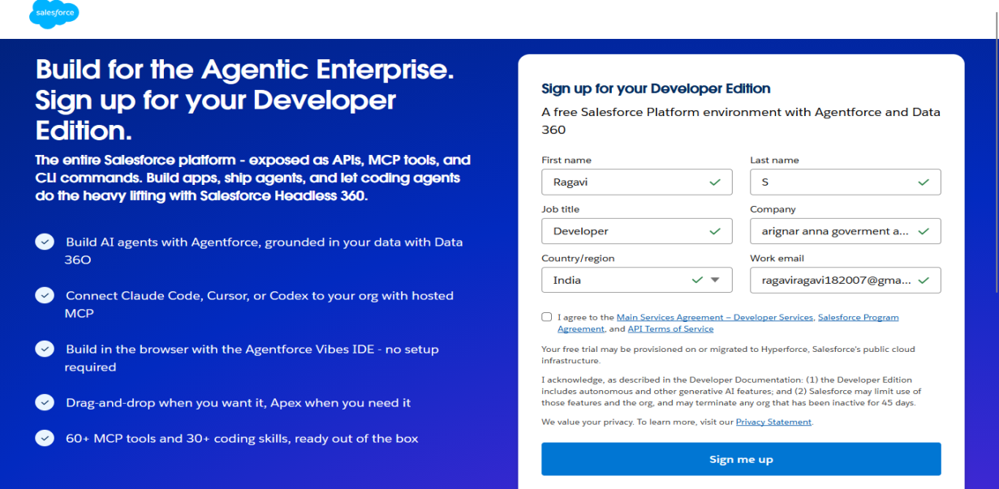 salesforce
Build for the Agentic Enterprise.
Sign up for your Developer
Edition.
The entire Salesforce platform - exposed as APIs, MCP tools, and
CLI commands. Build apps, ship agents, and let coding agents
do the heavy lifting with Salesforce Headless 360.
Build AI agents with Agentforce, grounded in your data with Data
36O
Connect Claude Code, Cursor, or Codex to your org with hosted
MCP
Build in the browser with the Agentforce Vibes IDE - no setup
required
Drag-and-drop when you want it, Apex when you need it
60+ MCP tools and 30+ coding skills, ready out of the box
Sign up for your Developer Edition
A free Salesforce Platform environment with Agentforce and Data
360
First name Last name
Ragavi S
Job title Company
Developer arignar anna goverment a...
Country/region Work email
India ragaviragavi182007@gma...
I agree to the Main Services Agreement – Developer Services, Salesforce Program
Agreement, and API Terms of Service
Your free trial may be provisioned on or migrated to Hyperforce, Salesforce's public cloud
infrastructure.
I acknowledge, as described in the Developer Documentation: (1) the Developer Edition
includes autonomous and other generative AI features; and (2) Salesforce may limit use of
those features and the org, and may terminate any org that has been inactive for 45 days.
We value your privacy. To learn more, visit our Privacy Statement.
Sign me up